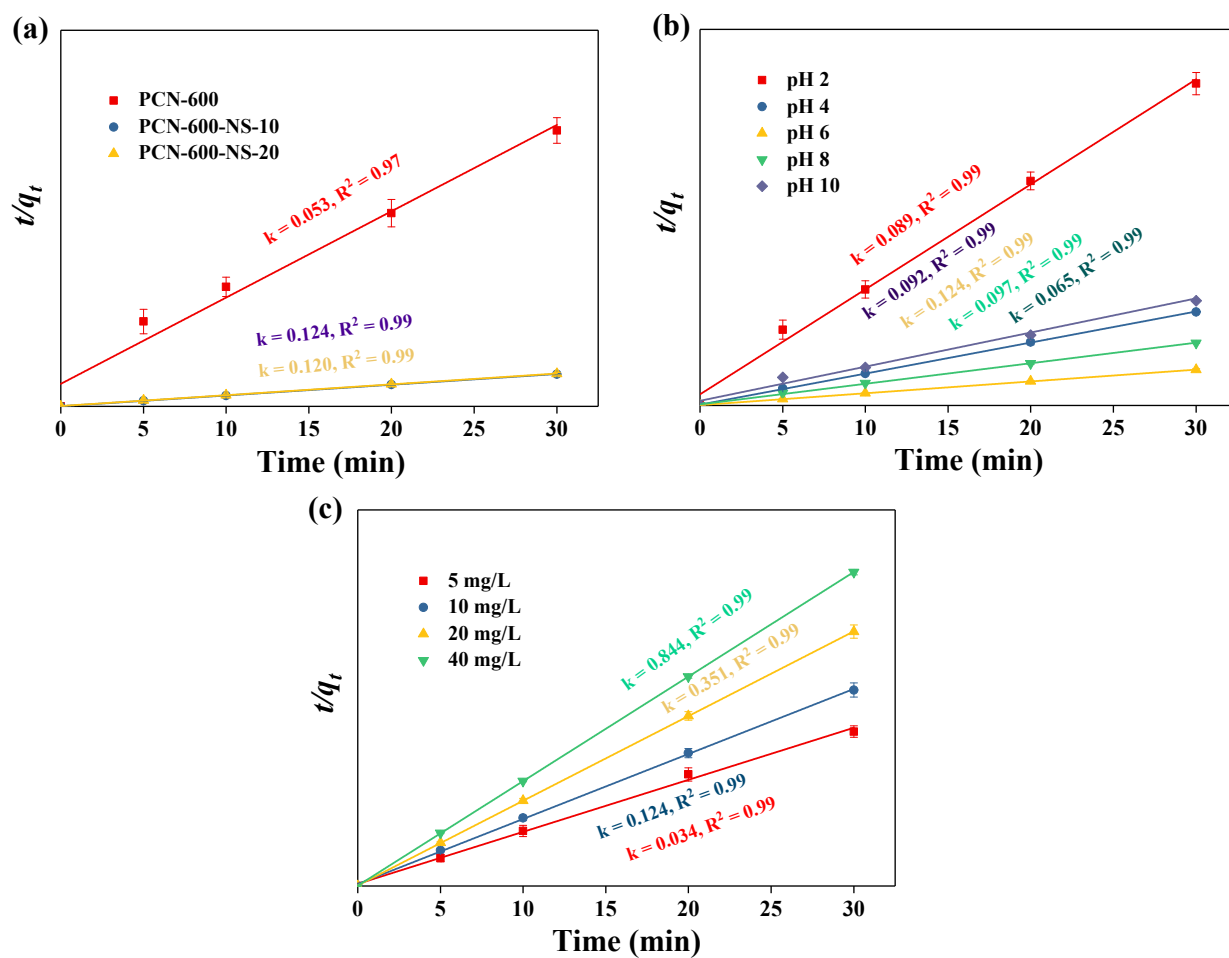 (a)
t/qt
PCN-600
PCN-600-NS-10
PCN-600-NS-20
k = 0.053, R² = 0.97
k = 0.124, R² = 0.99
k = 0.120, R² = 0.99
0 5 10 15 20 25 30
Time (min)
(b)
t/qt
pH 2
pH 4
pH 6
pH 8
pH 10
k = 0.089, R² = 0.99
k = 0.092, R² = 0.99
k = 0.124, R² = 0.99
k = 0.097, R² = 0.99
k = 0.065, R² = 0.99
0 5 10 15 20 25 30
Time (min)
(c)
t/qt
5 mg/L
10 mg/L
20 mg/L
40 mg/L
k = 0.844, R² = 0.99
k = 0.351, R² = 0.99
k = 0.124, R² = 0.99
k = 0.034, R² = 0.99
0 5 10 15 20 25 30
Time (min)